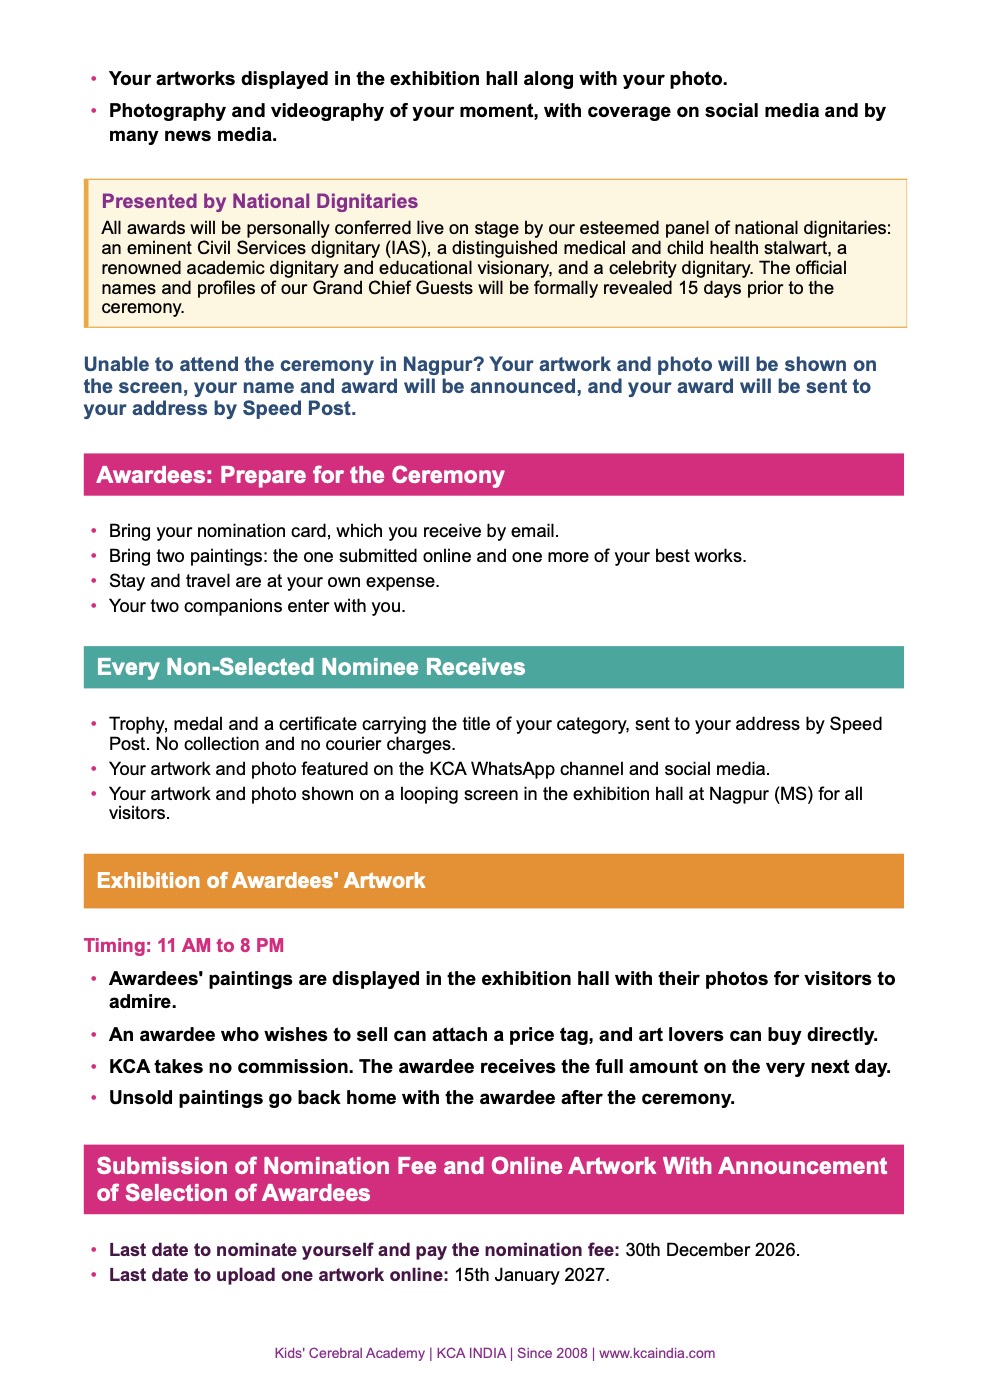 • Your artworks displayed in the exhibition hall along with your photo.
• Photography and videography of your moment, with coverage on social media and by
many news media.
Presented by National Dignitaries
All awards will be personally conferred live on stage by our esteemed panel of national dignitaries:
an eminent Civil Services dignitary (IAS), a distinguished medical and child health stalwart, a
renowned academic dignitary and educational visionary, and a celebrity dignitary. The official
names and profiles of our Grand Chief Guests will be formally revealed 15 days prior to the
ceremony.
Unable to attend the ceremony in Nagpur? Your artwork and photo will be shown on
the screen, your name and award will be announced, and your award will be sent to
your address by Speed Post.
Awardees: Prepare for the Ceremony
• Bring your nomination card, which you receive by email.
• Bring two paintings: the one submitted online and one more of your best works.
• Stay and travel are at your own expense.
• Your two companions enter with you.
Every Non-Selected Nominee Receives
• Trophy, medal and a certificate carrying the title of your category, sent to your address by Speed
Post. No collection and no courier charges.
• Your artwork and photo featured on the KCA WhatsApp channel and social media.
• Your artwork and photo shown on a looping screen in the exhibition hall at Nagpur (MS) for all
visitors.
Exhibition of Awardees' Artwork
Timing: 11 AM to 8 PM
• Awardees' paintings are displayed in the exhibition hall with their photos for visitors to
admire.
• An awardee who wishes to sell can attach a price tag, and art lovers can buy directly.
• KCA takes no commission. The awardee receives the full amount on the very next day.
• Unsold paintings go back home with the awardee after the ceremony.
Submission of Nomination Fee and Online Artwork With Announcement
of Selection of Awardees
• Last date to nominate yourself and pay the nomination fee: 30th December 2026.
• Last date to upload one artwork online: 15th January 2027.
Kids' Cerebral Academy | KCA INDIA | Since 2008 | www.kcaindia.com